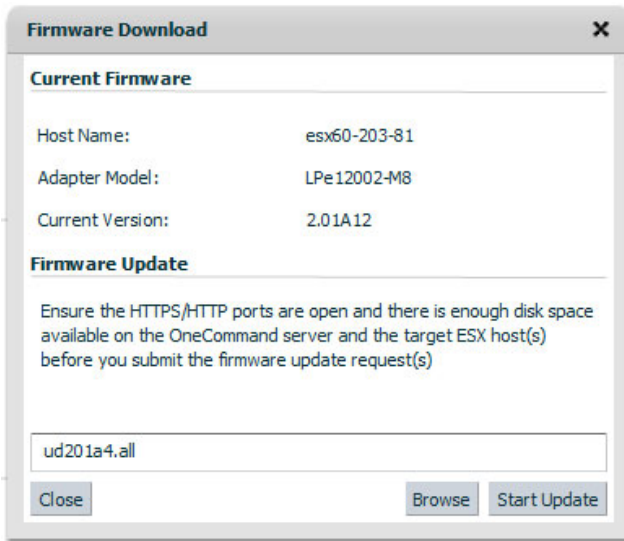 Firmware Download
Current Firmware
Host Name: esx60-203-81
Adapter Model: LPe12002-M8
Current Version: 2.01A12
Firmware Update
Ensure the HTTPS/HTTP ports are open and there is enough disk space
available on the OneCommand server and the target ESX host(s)
before you submit the firmware update request(s)
ud201a4.all
Close Browse Start Update